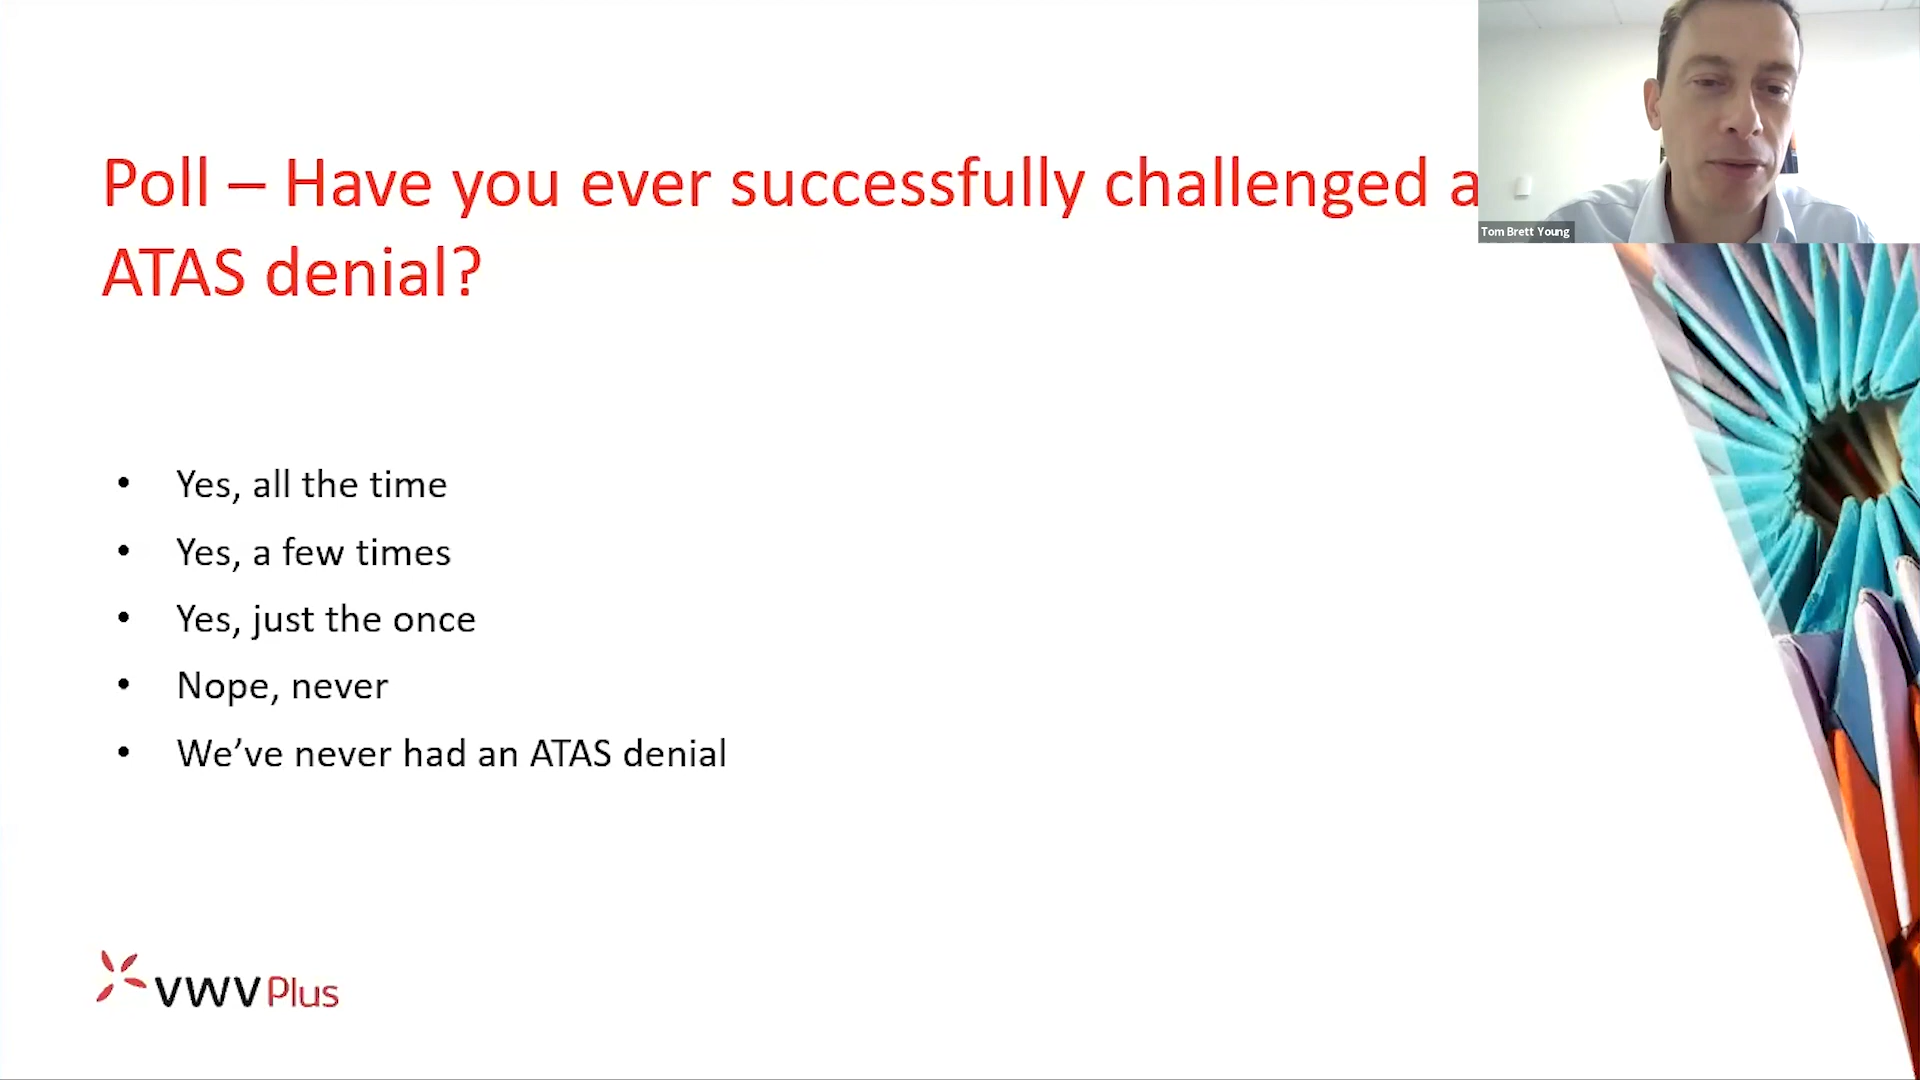 Poll – Have you ever successfully challenged a
ATAS denial?
Tom Brett Young
• Yes, all the time
• Yes, a few times
• Yes, just the once
• Nope, never
• We’ve never had an ATAS denial
VWV Plus